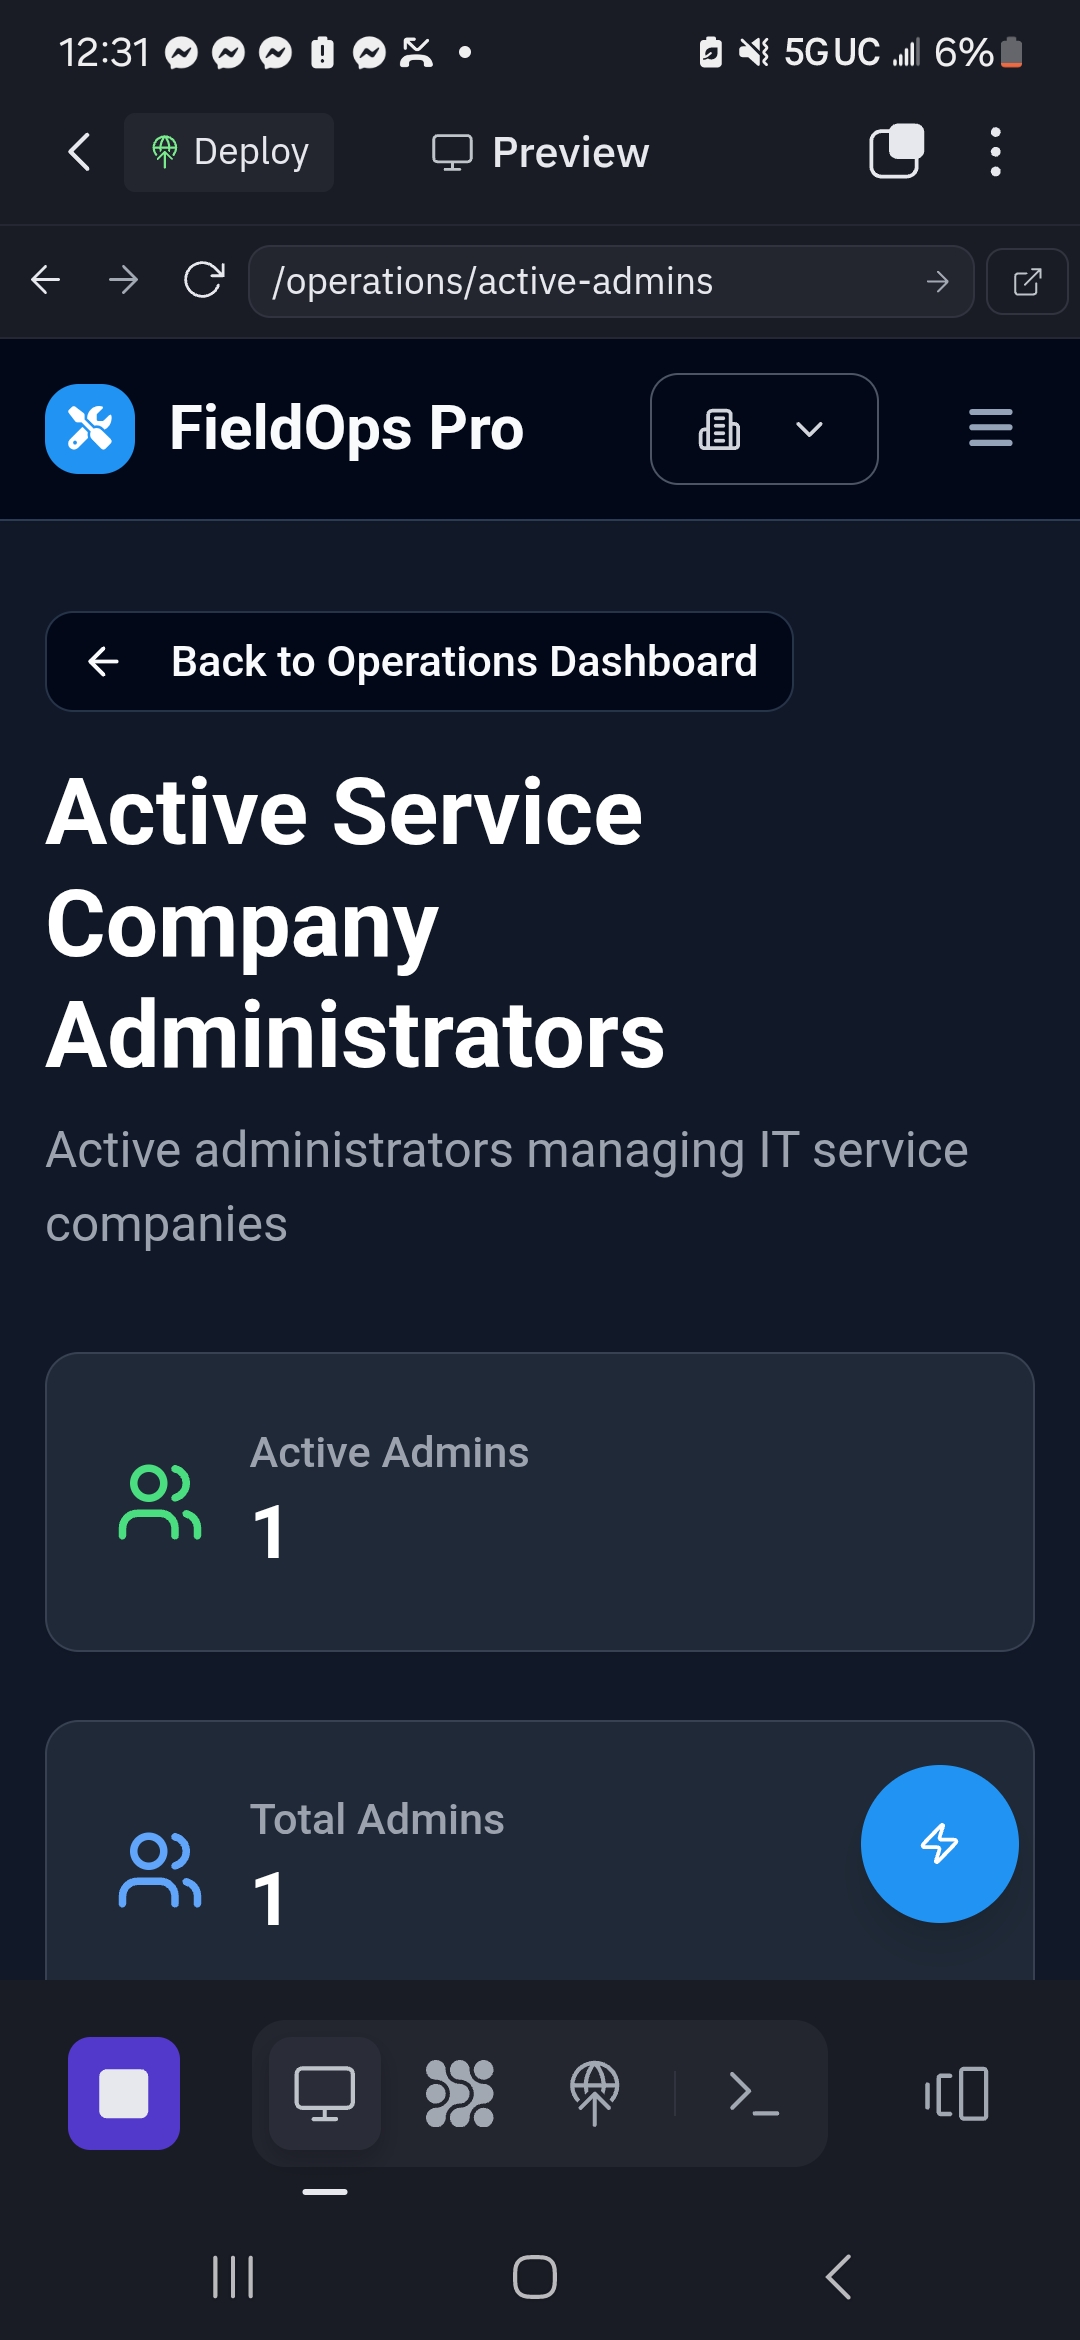 12:31
5G UC
6%
Deploy
Preview
/operations/active-admins
FieldOps Pro
Back to Operations Dashboard
Active Service
Company
Administrators
Active administrators managing IT service
companies
Active Admins
1
Total Admins
1